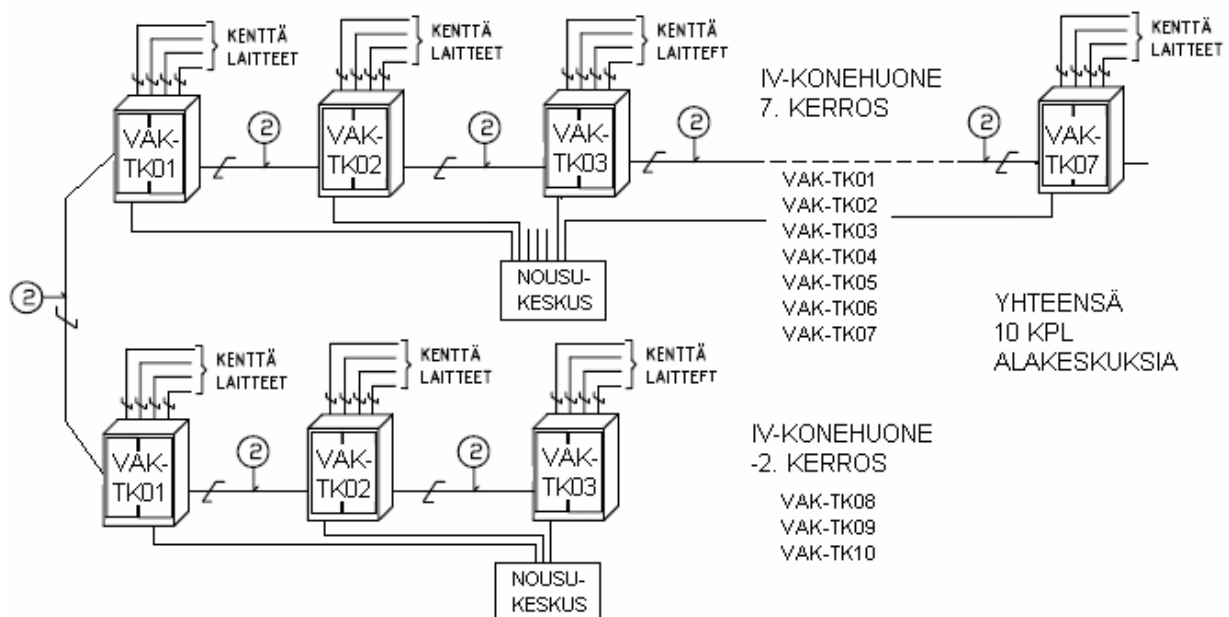 KENTTÄ
LAITTEET
KENTTÄ
LAITTEET
KENTTÄ
LAITTEFT
KENTTÄ
LAITTEET
IV-KONEHUONE
7. KERROS
VAK-
TK01
2
VAK-
TK02
2
VAK-
TK03
2
2
VAK-
TK07
VAK-TK01
VAK-TK02
VAK-TK03
VAK-TK04
VAK-TK05
VAK-TK06
VAK-TK07
NOUSU-
KESKUS
YHTEENSÄ
10 KPL
ALAKESKUKSIA
2
KENTTÄ
LAITTEET
KENTTÄ
LAITTEET
KENTTÄ
LAITTEFT
VAK-
TK01
2
VAK-
TK02
2
VAK-
TK03
IV-KONEHUONE
-2. KERROS
VAK-TK08
VAK-TK09
VAK-TK10
NOUSU-
KESKUS